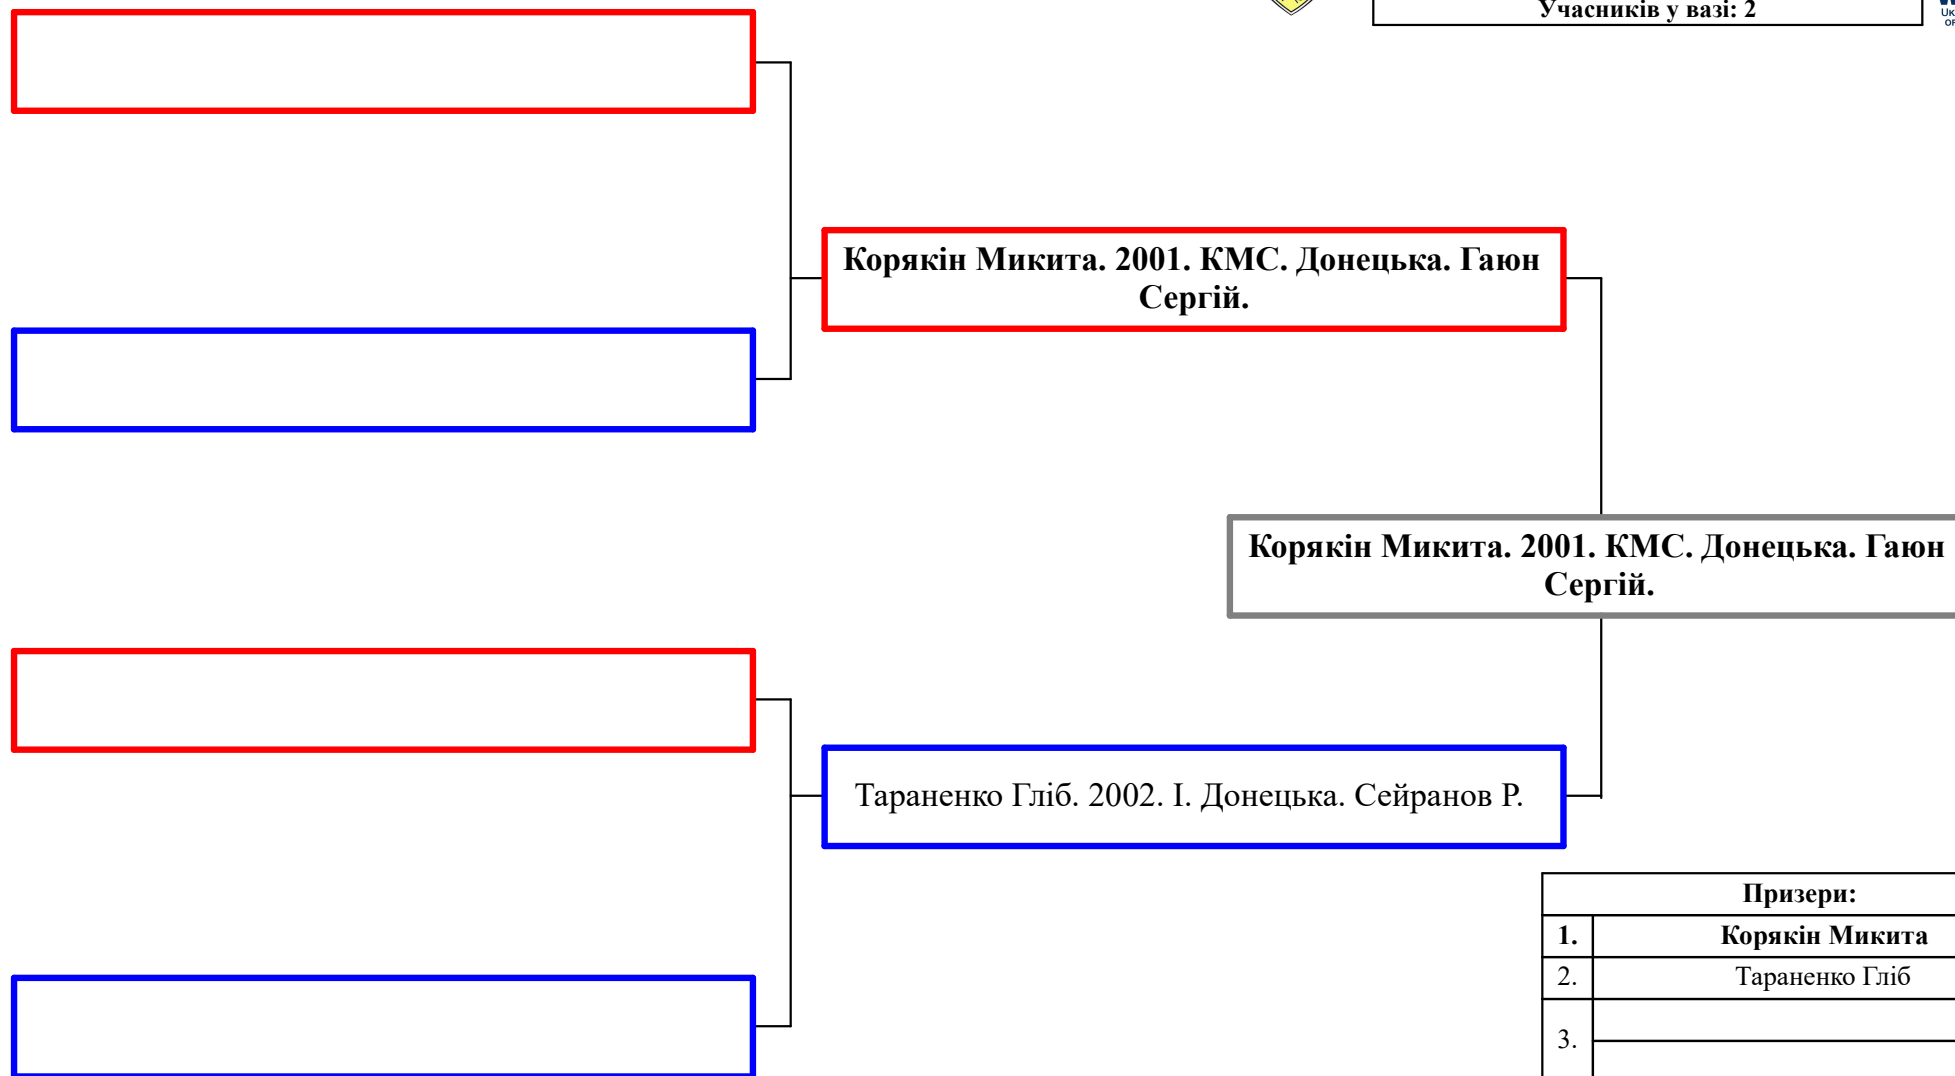 Учасників у вазі: 2
Корякін Микита. 2001. КМС. Донецька. Гаюн
Сергій.
Корякін Микита. 2001. КМС. Донецька. Гаюн
Сергій.
Тараненко Гліб. 2002. І. Донецька. Сейранов Р.
Призери:
1. Корякін Микита
2. Тараненко Гліб
3.